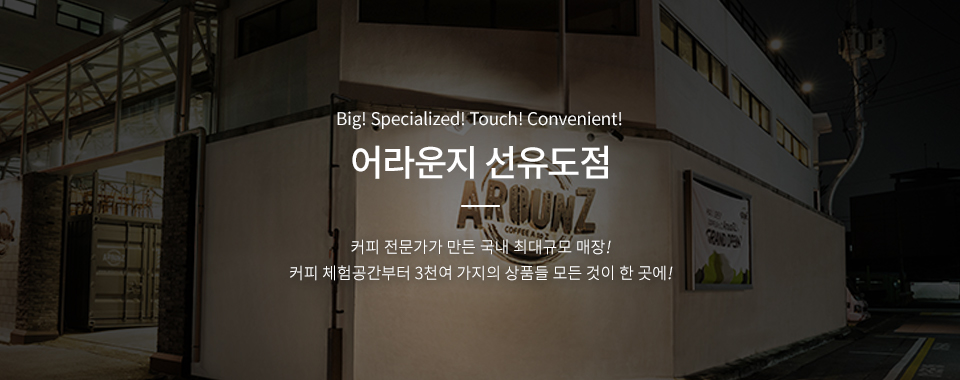 Big! Specialized! Touch! Convenient!
어라운지 선유도점
AROUNZ
COFFEE A to Z
GRAND OPEN
커피 전문가가 만든 국내 최대규모 매장!
커피 체험공간부터 3천여 가지의 상품들 모든 것이 한 곳에!